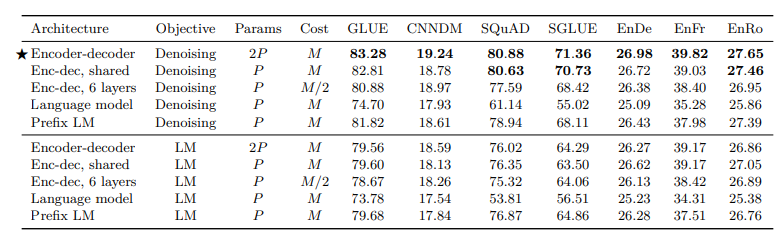 Architecture Objective Params Cost GLUE CNNDM SQuAD SGLUE EnDe EnFr EnRo
★ Encoder-decoder Denoising 2P M 83.28 19.24 80.88 71.36 26.98 39.82 27.65
Enc-dec, shared Denoising P M 82.81 18.78 80.63 70.73 26.72 39.03 27.46
Enc-dec, 6 layers Denoising P M/2 80.88 18.97 77.59 68.42 26.38 38.40 26.95
Language model Denoising P M 74.70 17.93 61.14 55.02 25.09 35.28 25.86
Prefix LM Denoising P M 81.82 18.61 78.94 68.11 26.43 37.98 27.39
Encoder-decoder LM 2P M 79.56 18.59 76.02 64.29 26.27 39.17 26.86
Enc-dec, shared LM P M 79.60 18.13 76.35 63.50 26.62 39.17 27.05
Enc-dec, 6 layers LM P M/2 78.67 18.26 75.32 64.06 26.13 38.42 26.89
Language model LM P M 73.78 17.54 53.81 56.51 25.23 34.31 25.38
Prefix LM LM P M 79.68 17.84 76.87 64.86 26.28 37.51 26.76